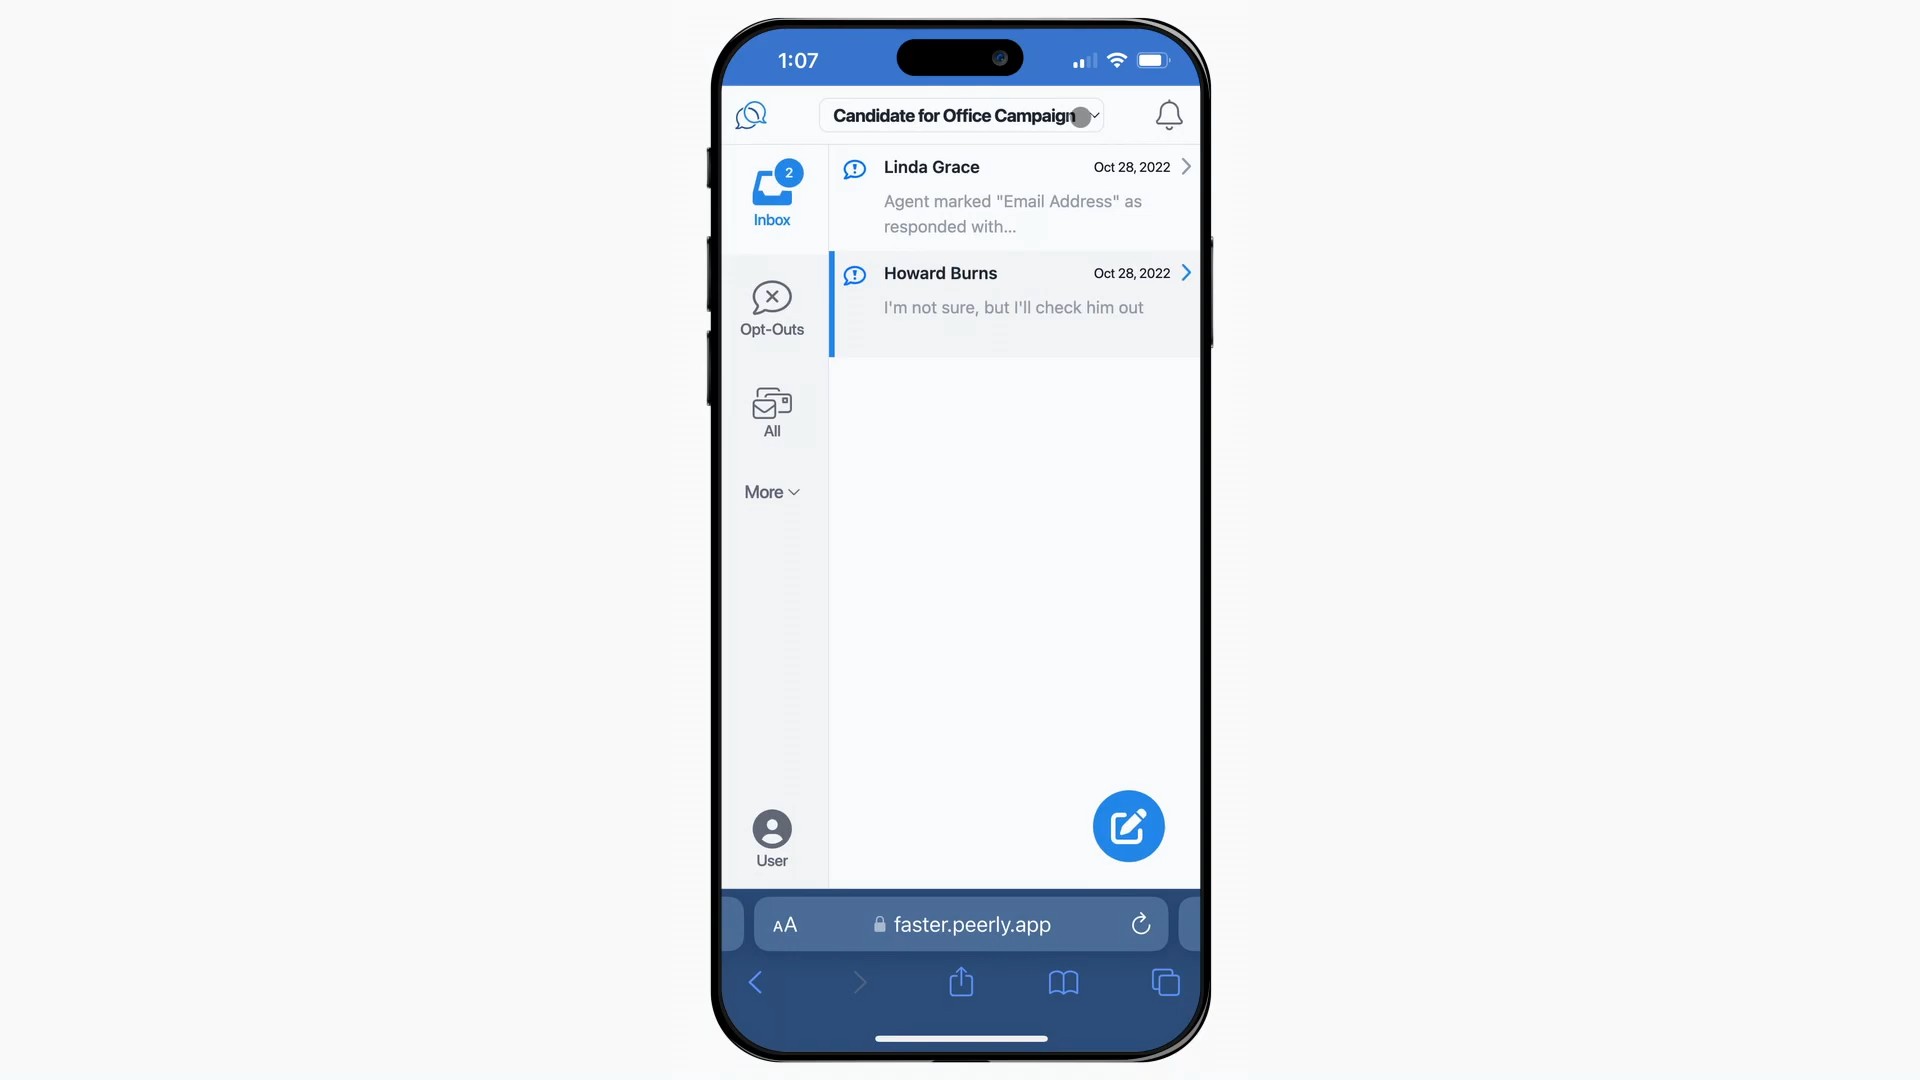 1:07
Candidate for Office Campaign
2
Inbox
Linda Grace
Oct 28, 2022
Agent marked "Email Address" as
responded with...
Howard Burns
Oct 28, 2022
I'm not sure, but I'll check him out
Opt-Outs
All
More
User
AA
faster.peerly.app